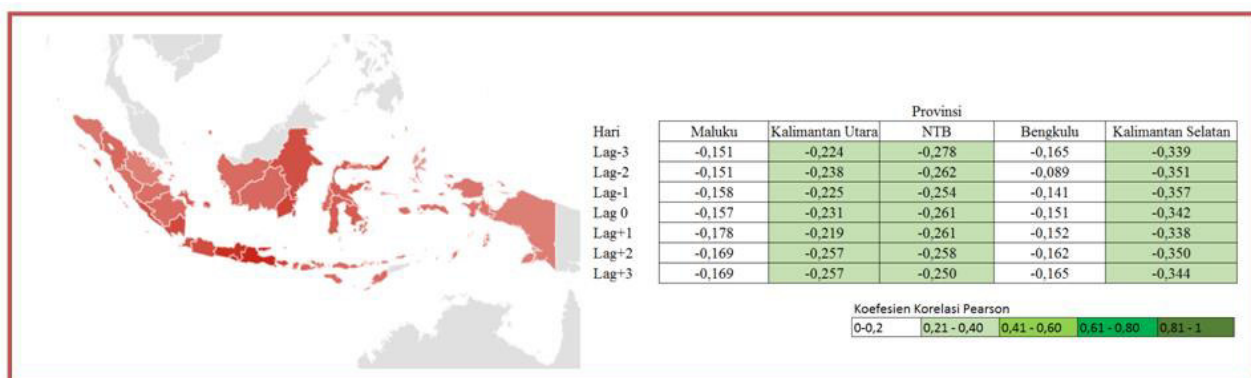 Provinsi
Hari Maluku Kalimantan Utara NTB Bengkulu Kalimantan Selatan
Lag-3 -0,151 -0,224 -0,278 -0,165 -0,339
Lag-2 -0,151 -0,238 -0,262 -0,089 -0,351
Lag-1 -0,158 -0,225 -0,254 -0,141 -0,357
Lag 0 -0,157 -0,231 -0,261 -0,151 -0,342
Lag+1 -0,178 -0,219 -0,261 -0,152 -0,338
Lag+2 -0,169 -0,257 -0,258 -0,162 -0,350
Lag+3 -0,169 -0,257 -0,250 -0,165 -0,344
Koefesien Korelasi Pearson
0-0,2 0,21 - 0,40 0,41 - 0,60 0,61 - 0,80 0,81 - 1